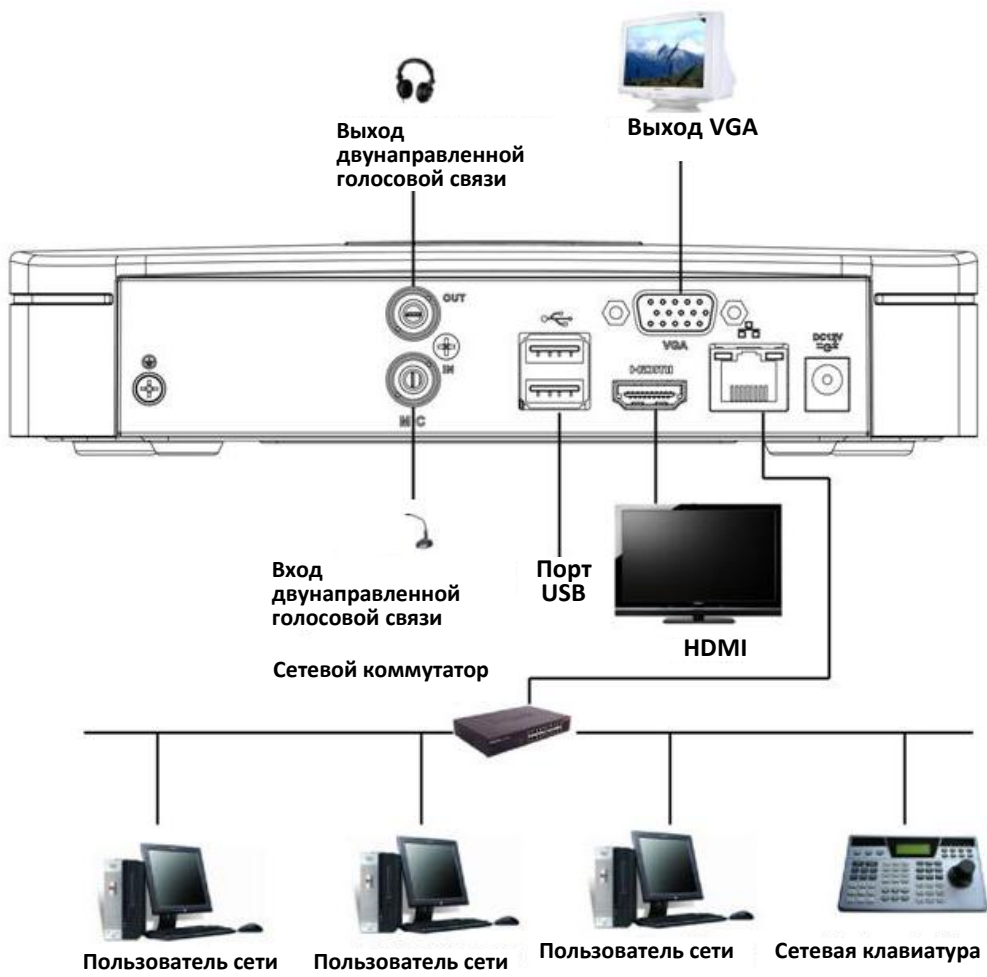 Выход
двунаправленной
голосовой связи
Выход VGA
OUT
IN
MIC
VGA
HDMI
DC12V
Вход
двунаправленной
голосовой связи
Порт
USB
HDMI
Сетевой коммутатор
Пользователь сети
Пользователь сети
Пользователь сети
Сетевая клавиатура